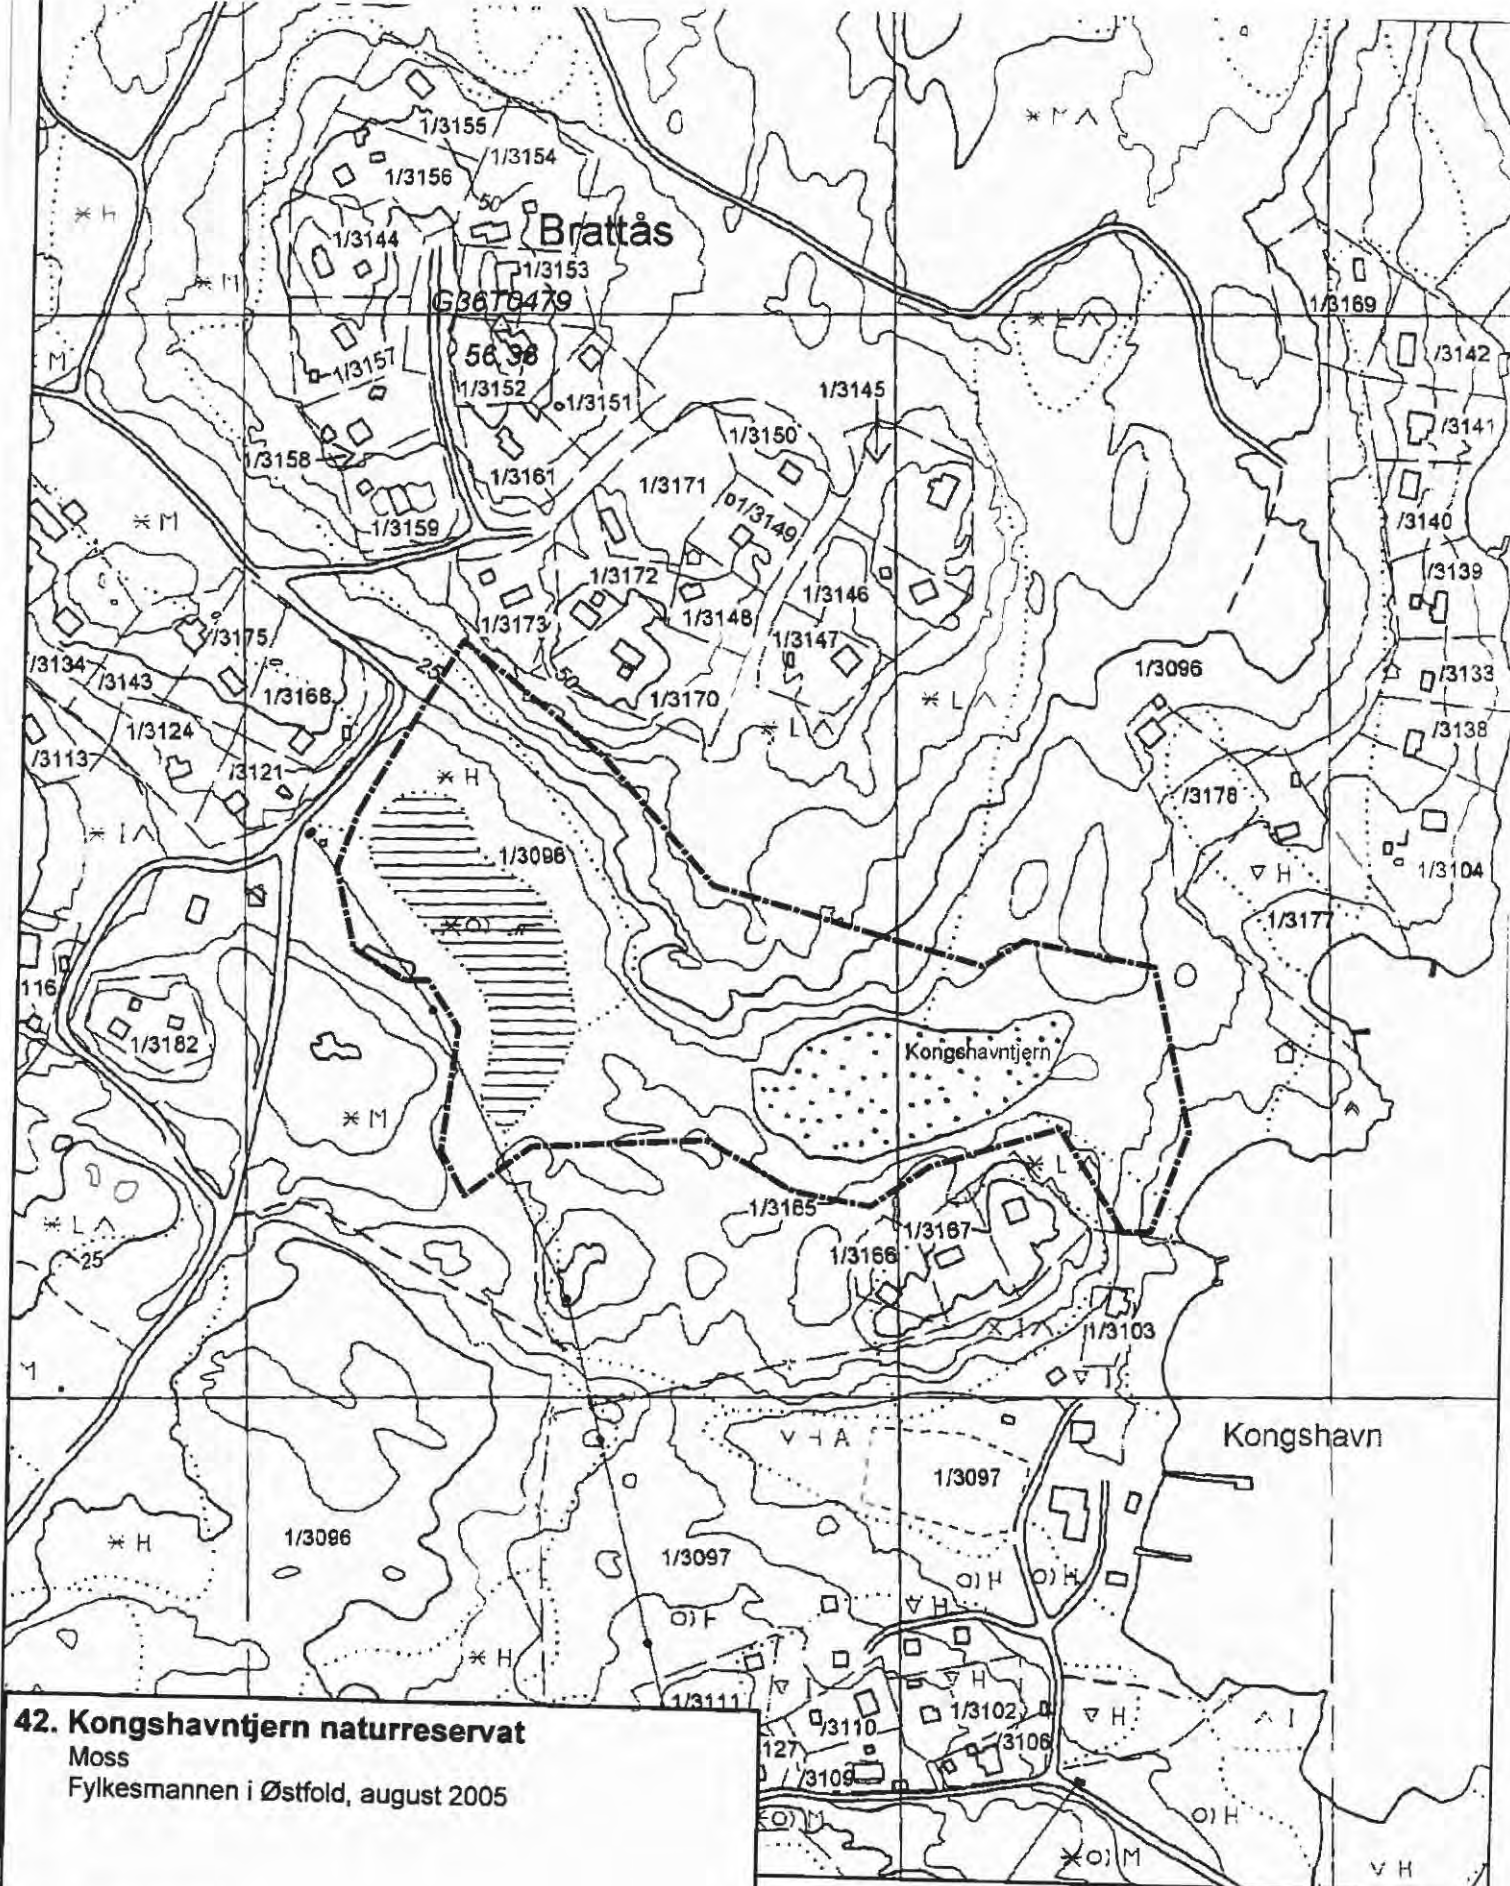 1/3155
1/3154
1/3156
50
1/3144
Brattås
1/3153
G36T0479
56.36
1/3152
1/3157
1/3151
1/3158
1/3161
1/3159
1/3145
1/3150
1/3171
1/3149
1/3169
/3142
/3141
/3140
/3139
/3133
/3138
1/3104
1/3172
1/3146
1/3148
1/3147
1/3173
1/3170
50
25
1/3096
/3175
/3134
/3143
1/3168
1/3124
/3113
/3121
/3178
1/3177
1/3096
116
1/3182
Kongshavntjern
1/3165
1/3167
1/3166
1/3103
25
Kongshavn
1/3097
1/3096
1/3097
1/3111
/3110
1/3102
/3106
127
3109
M
H
M
M
M A
L A
L A
L A
H
I A
H
M
L A
L
I A
M
V H A
H
O) H
O) H
V H
H
V H
V H
A I
O) H
O) M
O) M
V H
42. Kongshavntjern naturreservat
Moss
Fylkesmannen i Østfold, august 2005